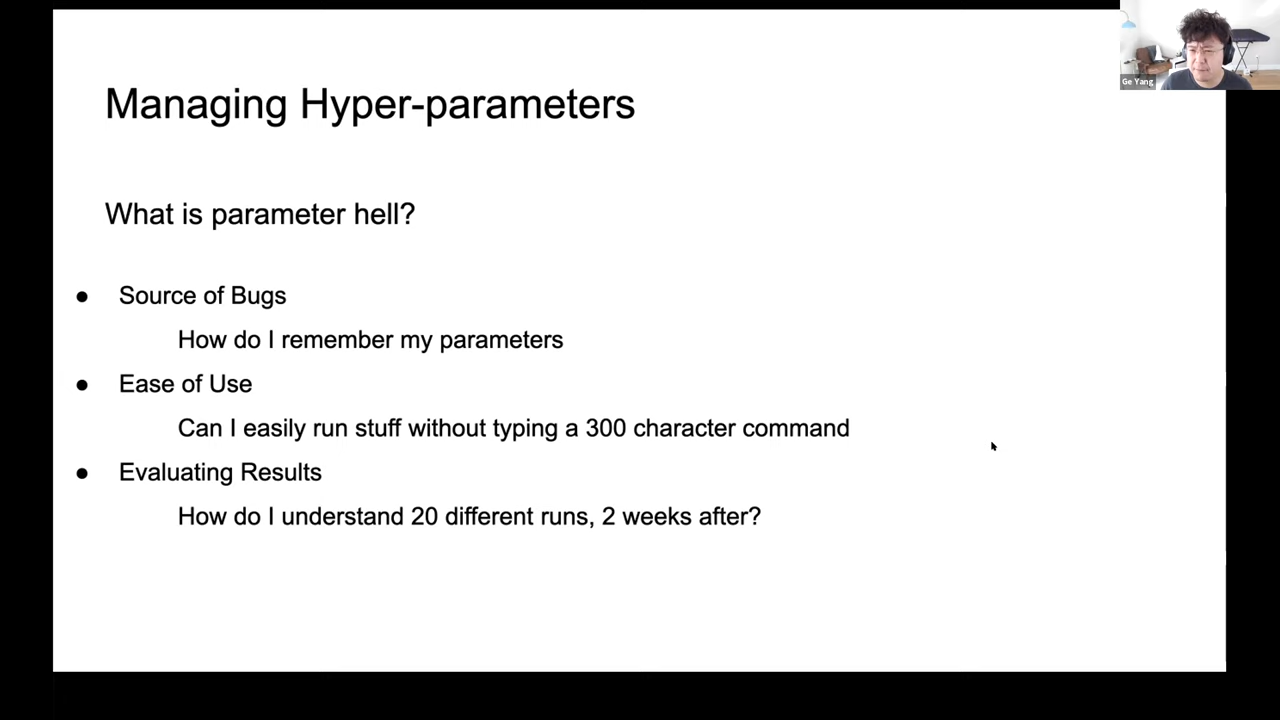 Managing Hyper-parameters
What is parameter hell?
● Source of Bugs
How do I remember my parameters
● Ease of Use
Can I easily run stuff without typing a 300 character command
● Evaluating Results
How do I understand 20 different runs, 2 weeks after?
Ge Yang